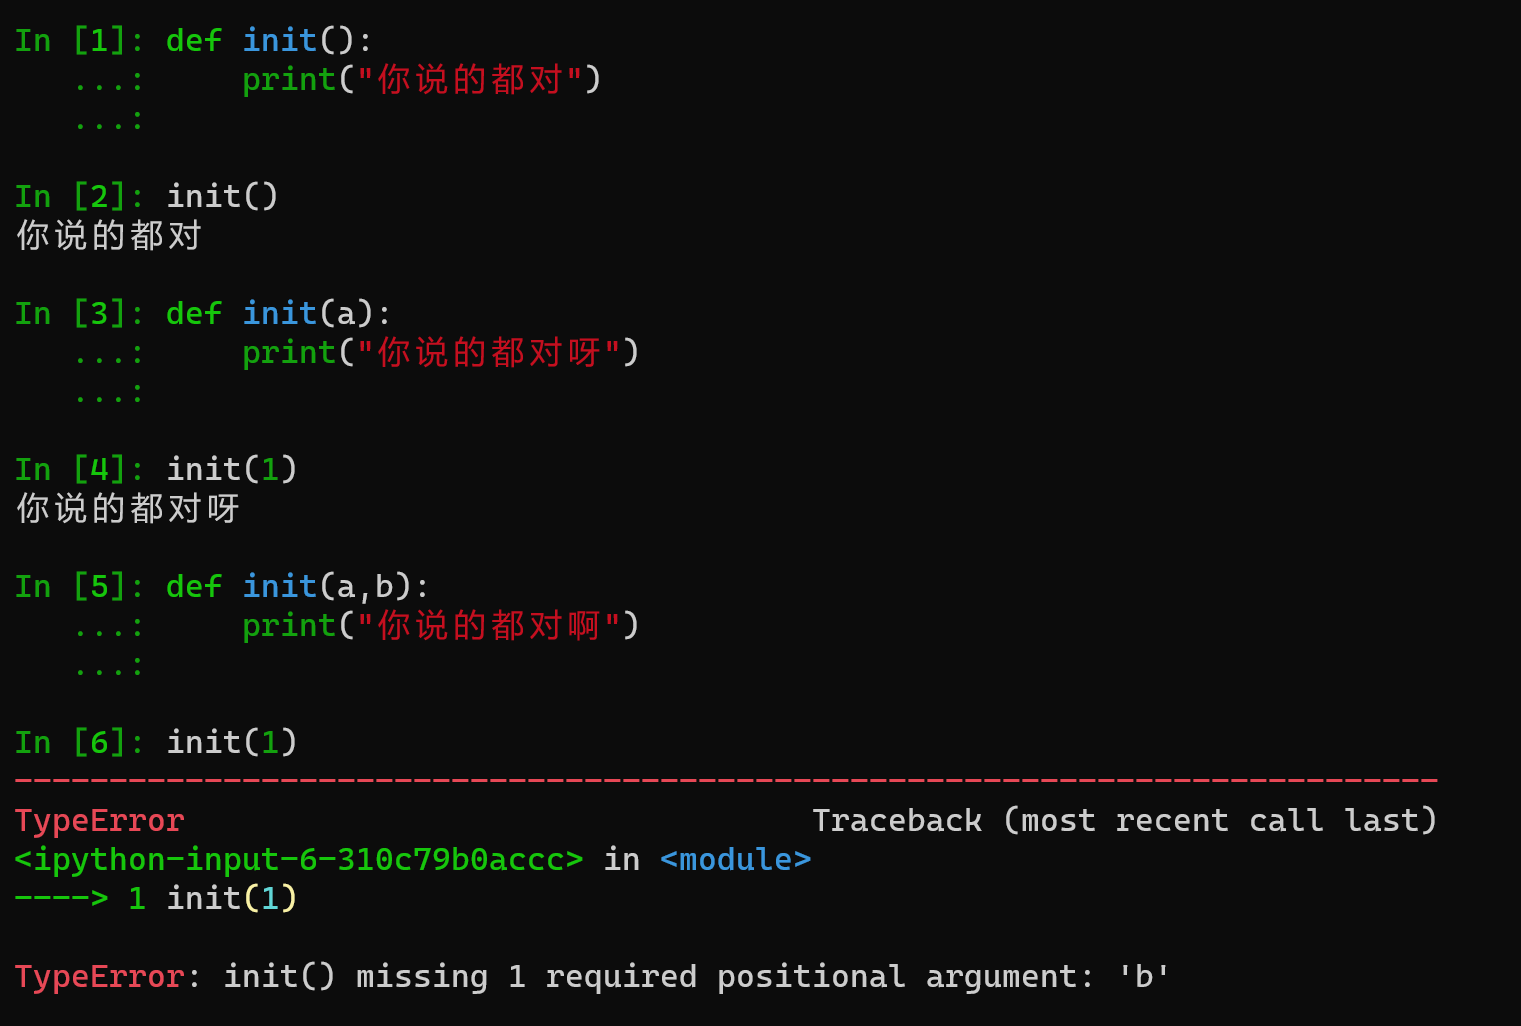 In [1]: def init():
   ...:     print("你说的都对")
   ...:
In [2]: init()
你说的都对
In [3]: def init(a):
   ...:     print("你说的都对呀")
   ...:
In [4]: init(1)
你说的都对呀
In [5]: def init(a,b):
   ...:     print("你说的都对啊")
   ...:
In [6]: init(1)
---------------------------------------------------------------------------
TypeError                                 Traceback (most recent call last)
<ipython-input-6-310c79b0accc> in <module>
----> 1 init(1)
TypeError: init() missing 1 required positional argument: 'b'